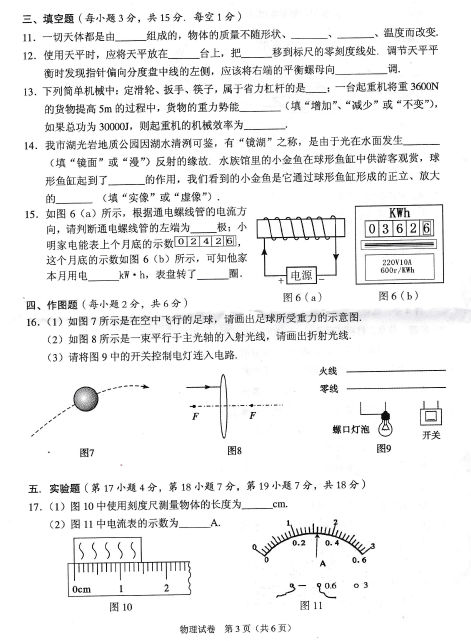 三、填空题（每小题3分，共15分．每空1分）
11．一切天体都是由______组成的，物体的质量不随形状、______、______、温度而改变．
12．使用天平时，应将天平放在______台上，把______移到标尺的零刻度线处．调节天平平
衡时发现指针偏向分度盘中线的左侧，应该将右端的平衡螺母向______调．
13．下列简单机械中：定滑轮、扳手、筷子，属于省力杠杆的是____；一台起重机将重3600N
的货物提高5m的过程中，货物的重力势能______（填“增加”、“减少”或“不变”），
如果总功为30000J，则起重机的机械效率为______．
14．我市湖光岩地质公园因湖水清洌可鉴，有“镜湖”之称，是由于光在水面发生______
（填“镜面”或“漫”）反射的缘故．水族馆里的小金鱼在球形鱼缸中供游客观赏，球
形鱼缸起到了______的作用，我们看到的小金鱼是它通过球形鱼缸形成的正立、放大
的______（填“实像”或“虚像”）．
15．如图6（a）所示，根据通电螺线管的电流方
向，请判断通电螺线管的左端为____极；小
明家电能表上个月底的示数02426，
这个月底的示数如图6（b）所示，可知他家
本月用电____kW·h，表盘转了____圈．
+ 电源 −
图6（a）
KWh
03626
220V10A
600r/KWh
图6（b）
四、作图题（每小题2分，共6分）
16．（1）如图7所示是在空中飞行的足球，请画出足球所受重力的示意图．
（2）如图8所示是一束平行于主光轴的入射光线，请画出折射光线．
（3）请将图9中的开关控制电灯连入电路．
图7
F F
图8
火线
零线
螺口灯泡
开关
图9
五．实验题（第17小题4分，第18小题7分，第19小题7分，共18分）
17．（1）图10中使用刻度尺测量物体的长度为______cm．
（2）图11中电流表的示数为______A．
0cm 1 2
图10
0 1 2 3
0 0.2 0.4 0.6
A
− 0.6 3
图11
物理试卷 第3页（共6页）